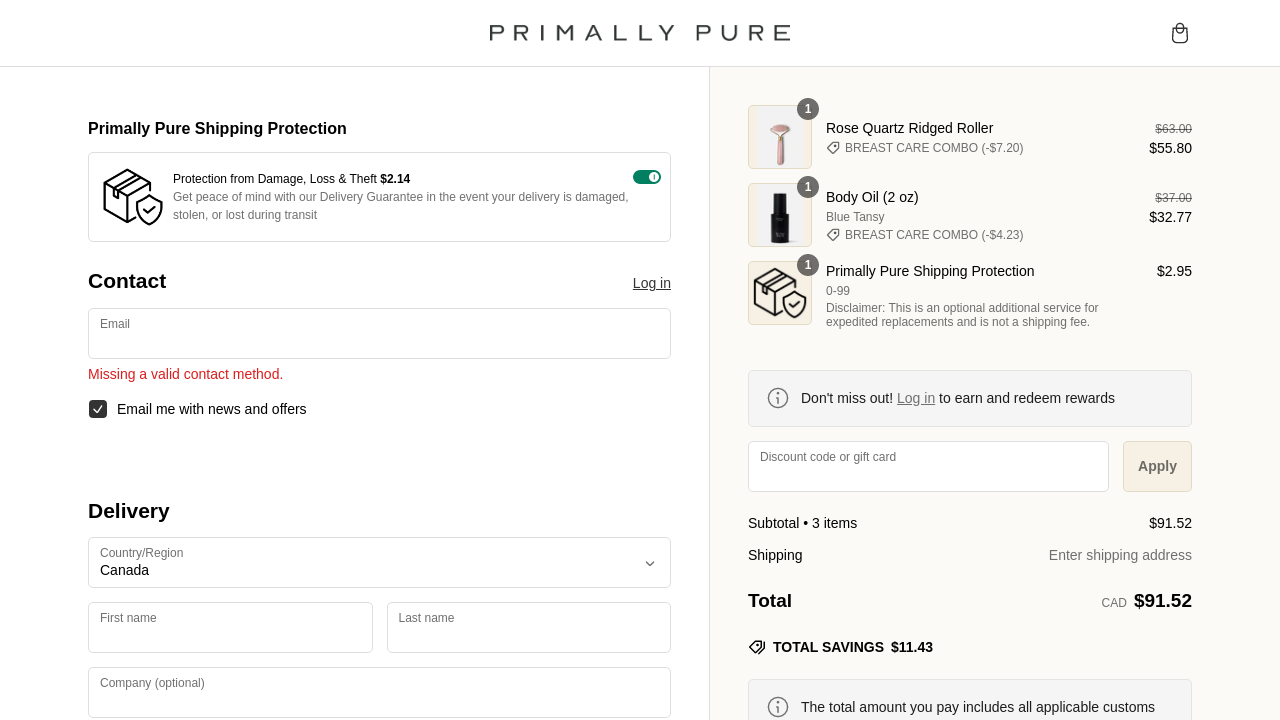 PRIMALLY PURE
Primally Pure Shipping Protection
Protection from Damage, Loss & Theft $2.14
Get peace of mind with our Delivery Guarantee in the event your delivery is damaged,
stolen, or lost during transit
Contact
Log in
Email
Missing a valid contact method.
Email me with news and offers
Delivery
Country/Region
Canada
First name
Last name
Company (optional)
1
Rose Quartz Ridged Roller
BREAST CARE COMBO (-$7.20)
$63.00
$55.80
1
Body Oil (2 oz)
Blue Tansy
BREAST CARE COMBO (-$4.23)
$37.00
$32.77
1
Primally Pure Shipping Protection
0-99
Disclaimer: This is an optional additional service for
expedited replacements and is not a shipping fee.
$2.95
Don't miss out! Log in to earn and redeem rewards
Discount code or gift card
Apply
Subtotal • 3 items $91.52
Shipping Enter shipping address
Total CAD $91.52
TOTAL SAVINGS $11.43
The total amount you pay includes all applicable customs